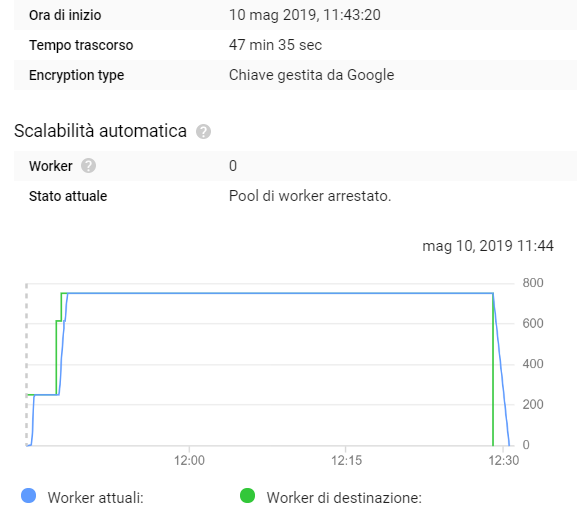 Ora di inizio 10 mag 2019, 11:43:20
Tempo trascorso 47 min 35 sec
Encryption type Chiave gestita da Google
Scalabilità automatica ?
Worker ? 0
Stato attuale Pool di worker arrestato.
mag 10, 2019 11:44
800
600
400
200
0
12:00 12:15 12:30
Worker attuali: Worker di destinazione: